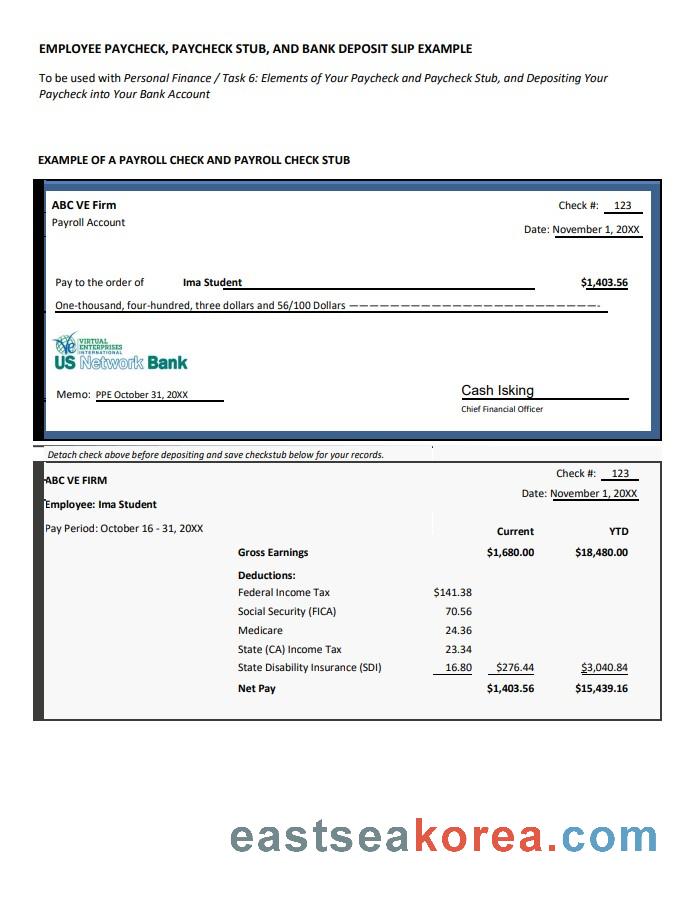 EMPLOYEE PAYCHECK, PAYCHECK STUB, AND BANK DEPOSIT SLIP EXAMPLE
To be used with Personal Finance / Task 6: Elements of Your Paycheck and Paycheck Stub, and Depositing Your
Paycheck into Your Bank Account
EXAMPLE OF A PAYROLL CHECK AND PAYROLL CHECK STUB
ABC VE Firm
Check #: 123
Payroll Account
Date: November 1, 20XX
Pay to the order of Ima Student $1,403.56
One-thousand, four-hundred, three dollars and 56/100 Dollars
VIRTUAL
ENTERPRISES
INTERNATIONAL
US Network Bank
Memo: PPE October 31, 20XX
Cash Isking
Chief Financial Officer
Detach check above before depositing and save checkstub below for your records.
ABC VE FIRM
Check #: 123
Date: November 1, 20XX
Employee: Ima Student
Pay Period: October 16 - 31, 20XX
Current YTD
Gross Earnings $1,680.00 $18,480.00
Deductions:
Federal Income Tax $141.38
Social Security (FICA) 70.56
Medicare 24.36
State (CA) Income Tax 23.34
State Disability Insurance (SDI) 16.80 $276.44 $3,040.84
Net Pay $1,403.56 $15,439.16
eastseakorea.com